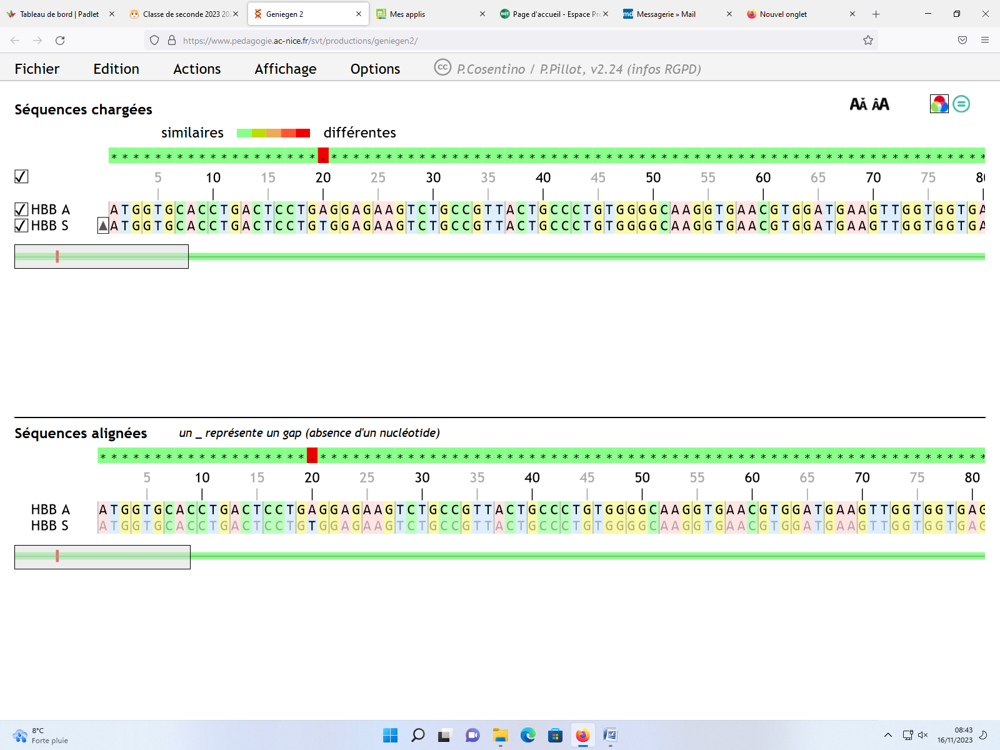 Tableau de bord | Padlet
Classe de seconde 2023 20
Geniegen 2
Mes applis
Page d'accueil - Espace Pr
Messagerie » Mail
Nouvel onglet
https://www.pedagogie.ac-nice.fr/svt/productions/geniegen2/
Fichier Edition Actions Affichage Options cc P.Cosentino / P.Pillot, v2.24 (infos RGPD)
Séquences chargées
AǍ ÂA
similaires différentes
*******************.************************************************************
5 10 15 20 25 30 35 40 45 50 55 60 65 70 75 80
HBB A ATGGTGCACCTGACTCCTGAGGAGAAGTCTGCCGTTACTGCCCTGTGGGGCAAGGTGAACGTGGATGAAGTTGGTGGTGA
HBB S ATGGTGCACCTGACTCCTGTGGAGAAGTCTGCCGTTACTGCCCTGTGGGGCAAGGTGAACGTGGATGAAGTTGGTGGTGA
Séquences alignées un _ représente un gap (absence d'un nucléotide)
*******************.*************************************************************
5 10 15 20 25 30 35 40 45 50 55 60 65 70 75 80
HBB A ATGGTGCACCTGACTCCTGAGGAGAAGTCTGCCGTTACTGCCCTGTGGGGCAAGGTGAACGTGGATGAAGTTGGTGGTGAG
HBB S ATGGTGCACCTGACTCCTGTGGAGAAGTCTGCCGTTACTGCCCTGTGGGGCAAGGTGAACGTGGATGAAGTTGGTGGTGAG
8°C
Forte pluie
08:43
16/11/2023